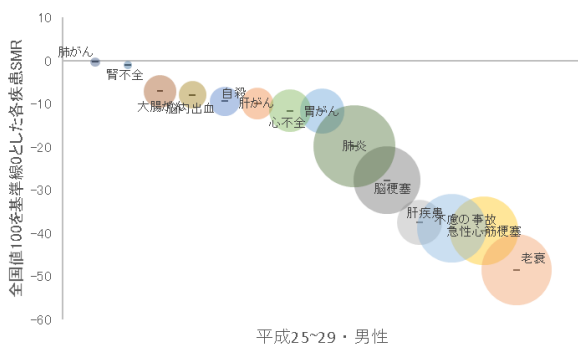 10
0
-10
-20
-30
-40
-50
-60
全国値100を基準線0とした各疾患SMR
肺がん
腎不全
大腸がん
脳内出血
自殺
肝がん
心不全
胃がん
肺炎
脳梗塞
肝疾患
不慮の事故
急性心筋梗塞
老衰
平成25~29・男性